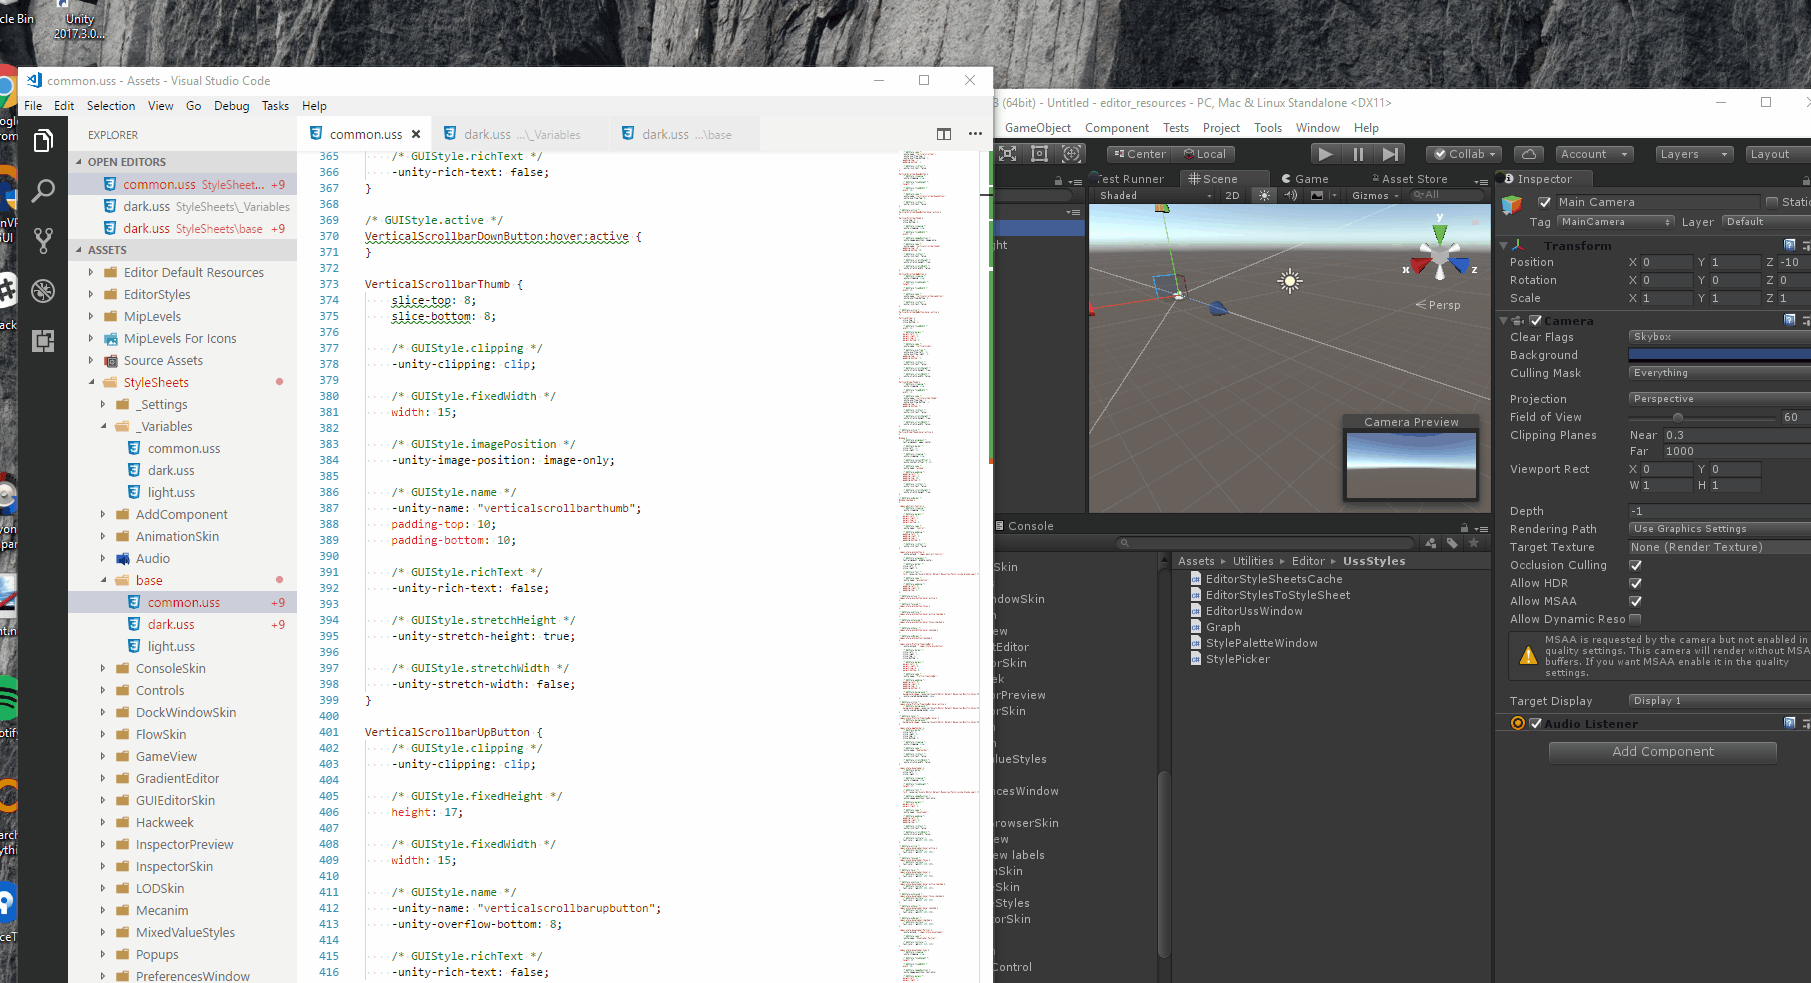 cle Bin
Unity
2017.3.0...
common.uss - Assets - Visual Studio Code
File Edit Selection View Go Debug Tasks Help
EXPLORER
OPEN EDITORS
common.uss StyleSheet... +9
dark.uss StyleSheets\_Variables
dark.uss StyleSheets\base +9
ASSETS
Editor Default Resources
EditorStyles
MipLevels
MipLevels For Icons
Source Assets
StyleSheets
_Settings
_Variables
common.uss
dark.uss
light.uss
AddComponent
AnimationSkin
Audio
base
common.uss +9
dark.uss +9
light.uss
ConsoleSkin
Controls
DockWindowSkin
FlowSkin
GameView
GradientEditor
GUIEditorSkin
Hackweek
InspectorPreview
InspectorSkin
LODSkin
Mecanim
MixedValueStyles
Popups
PreferencesWindow
common.uss dark.uss ...\_Variables dark.uss ...\base
365 /* GUIStyle.richText */
366 -unity-rich-text: false;
367 }
368
369 /* GUIStyle.active */
370 VerticalScrollbarDownButton:hover:active {
371 }
372
373 VerticalScrollbarThumb {
374 slice-top: 8;
375 slice-bottom: 8;
376
377 /* GUIStyle.clipping */
378 -unity-clipping: clip;
379
380 /* GUIStyle.fixedWidth */
381 width: 15;
382
383 /* GUIStyle.imagePosition */
384 -unity-image-position: image-only;
385
386 /* GUIStyle.name */
387 -unity-name: "verticalscrollbarthumb";
388 padding-top: 10;
389 padding-bottom: 10;
390
391 /* GUIStyle.richText */
392 -unity-rich-text: false;
393
394 /* GUIStyle.stretchHeight */
395 -unity-stretch-height: true;
396
397 /* GUIStyle.stretchWidth */
398 -unity-stretch-width: false;
399 }
400
401 VerticalScrollbarUpButton {
402 /* GUIStyle.clipping */
403 -unity-clipping: clip;
404
405 /* GUIStyle.fixedHeight */
406 height: 17;
407
408 /* GUIStyle.fixedWidth */
409 width: 15;
410
411 /* GUIStyle.name */
412 -unity-name: "verticalscrollbarupbutton";
413 -unity-overflow-bottom: 8;
414
415 /* GUIStyle.richText */
416 -unity-rich-text: false;
3 (64bit) - Untitled - editor_resources - PC, Mac & Linux Standalone <DX11>
GameObject Component Tests Project Tools Window Help
Center Local Collab Account Layers Layout
est Runner Scene Game Asset Store
Shaded 2D Gizmos All
ght
y
x z
Persp
Camera Preview
Inspector
Main Camera Static
Tag MainCamera Layer Default
Transform
Position X 0 Y 1 Z -10
Rotation X 0 Y 0 Z 0
Scale X 1 Y 1 Z 1
Camera
Clear Flags Skybox
Background
Culling Mask Everything
Projection Perspective
Field of View 60
Clipping Planes Near 0.3
Far 1000
Viewport Rect X 0 Y 0
W 1 H 1
Depth -1
Rendering Path Use Graphics Settings
Target Texture None (Render Texture)
Occlusion Culling
Allow HDR
Allow MSAA
Allow Dynamic Reso
MSAA is requested by the camera but not enabled in
quality settings. This camera will render without MSA
buffers. If you want MSAA enable it in the quality
settings.
Target Display Display 1
Audio Listener
Add Component
Console
Assets Utilities Editor UssStyles
EditorStyleSheetsCache
EditorStylesToStyleSheet
EditorUssWindow
Graph
StylePaletteWindow
StylePicker
Skin
ndowSkin
ew
tEditor
orSkin
ek
orPreview
orSkin
alueStyles
cesWindow
rowserSkin
ew
ew labels
nSkin
eSkin
Styles
torSkin
Control